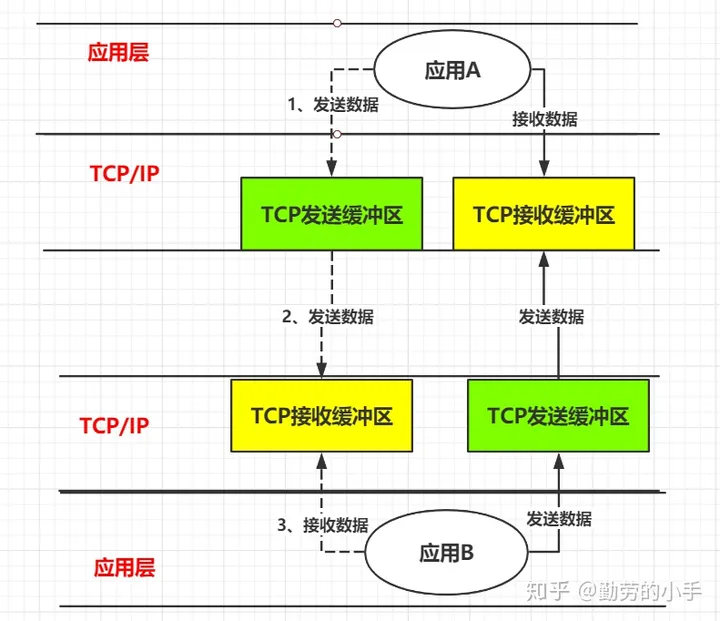 应用层
应用A
1、发送数据
接收数据
TCP/IP
TCP发送缓冲区
TCP接收缓冲区
2、发送数据
发送数据
TCP/IP
TCP接收缓冲区
TCP发送缓冲区
3、接收数据
发送数据
应用层
应用B
知乎 @勤劳的小手